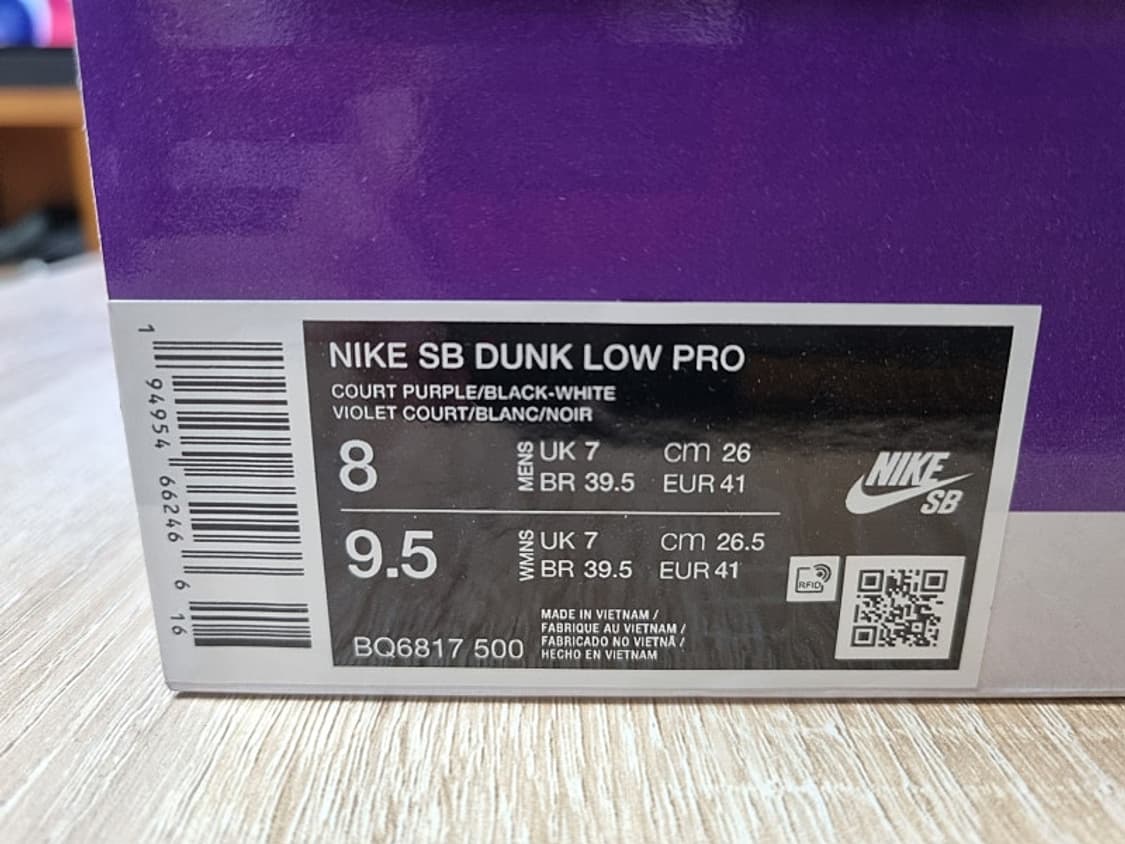 NIKE SB DUNK LOW PRO
COURT PURPLE/BLACK-WHITE
VIOLET COURT/BLANC/NOIR
8 MENS UK 7 cm 26
BR 39.5 EUR 41
9.5 WMNS UK 7 cm 26.5
BR 39.5 EUR 41
NIKE
SB
RFID
MADE IN VIETNAM /
FABRIQUE AU VIETNAM /
FABRICADO NO VIETNÃ /
HECHO EN VIETNAM
BQ6817 500
1 94954 66246 6 16